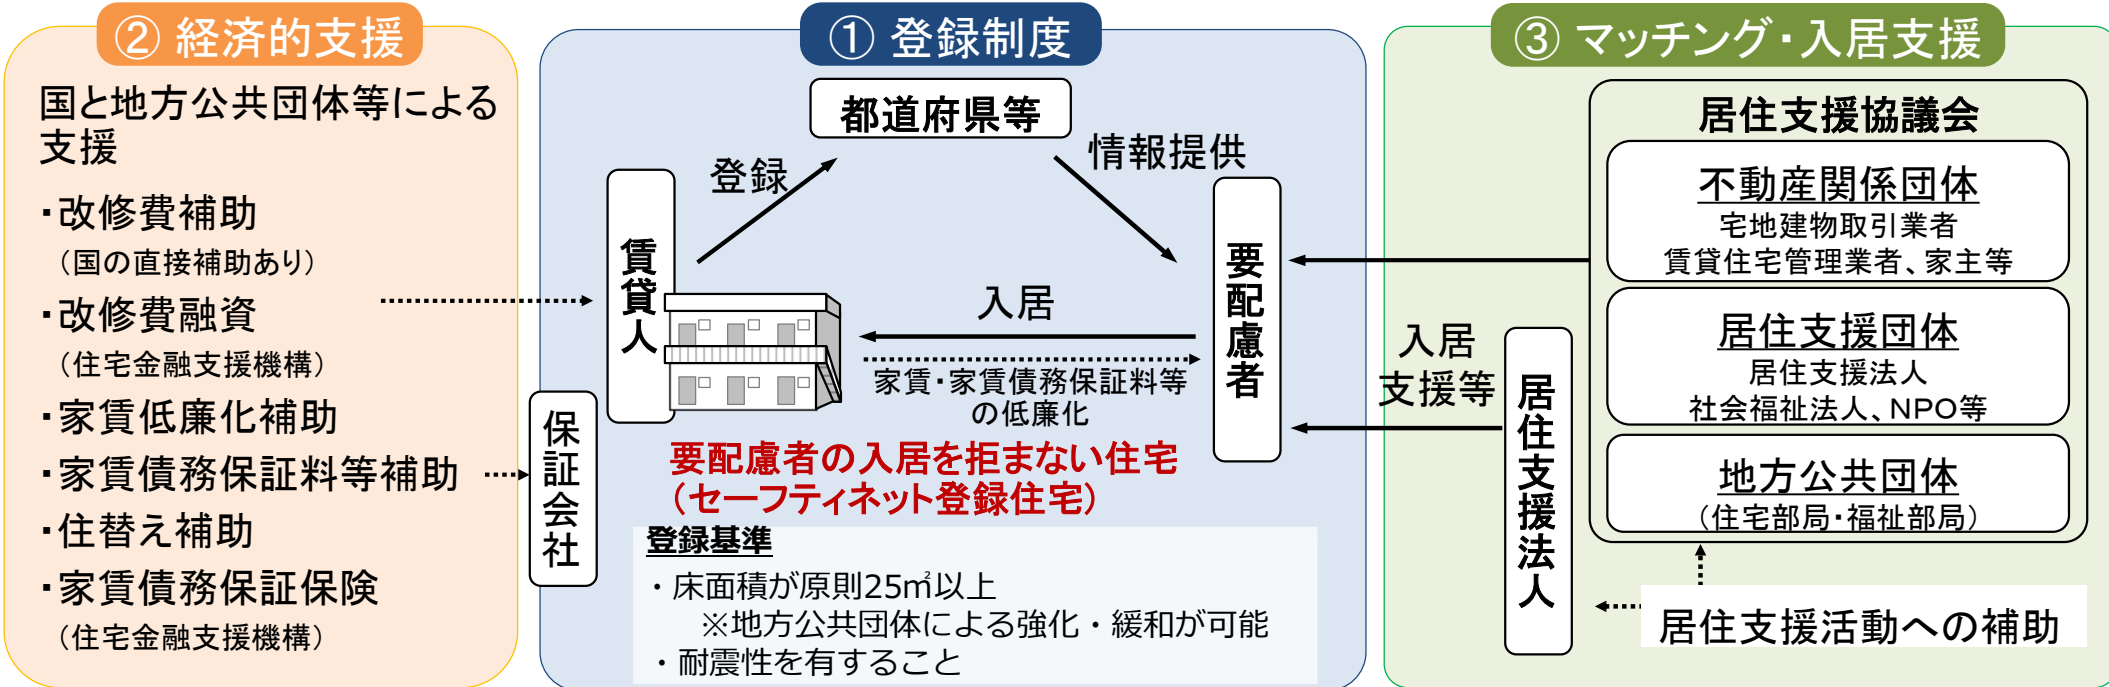 ② 経済的支援
国と地方公共団体等による
支援
・改修費補助
（国の直接補助あり）
・改修費融資
（住宅金融支援機構）
・家賃低廉化補助
・家賃債務保証料等補助
・住替え補助
・家賃債務保証保険
（住宅金融支援機構）
① 登録制度
都道府県等
登録
情報提供
賃貸人
要配慮者
入居
家賃・家賃債務保証料等
の低廉化
保証会社
要配慮者の入居を拒まない住宅
（セーフティネット登録住宅）
登録基準
・床面積が原則25㎡以上
※地方公共団体による強化・緩和が可能
・耐震性を有すること
③ マッチング・入居支援
居住支援協議会
不動産関係団体
宅地建物取引業者
賃貸住宅管理業者、家主等
居住支援団体
居住支援法人
社会福祉法人、NPO等
地方公共団体
（住宅部局・福祉部局）
入居
支援等
居住支援法人
居住支援活動への補助